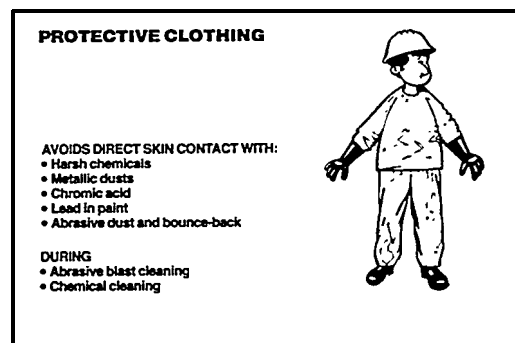 PROTECTIVE CLOTHING
AVOIDS DIRECT SKIN CONTACT WITH:
• Harsh chemicals
• Metallic dusts
• Chromic acid
• Lead in paint
• Abrasive dust and bounce-back
DURING
• Abrasive blast cleaning
• Chemical cleaning